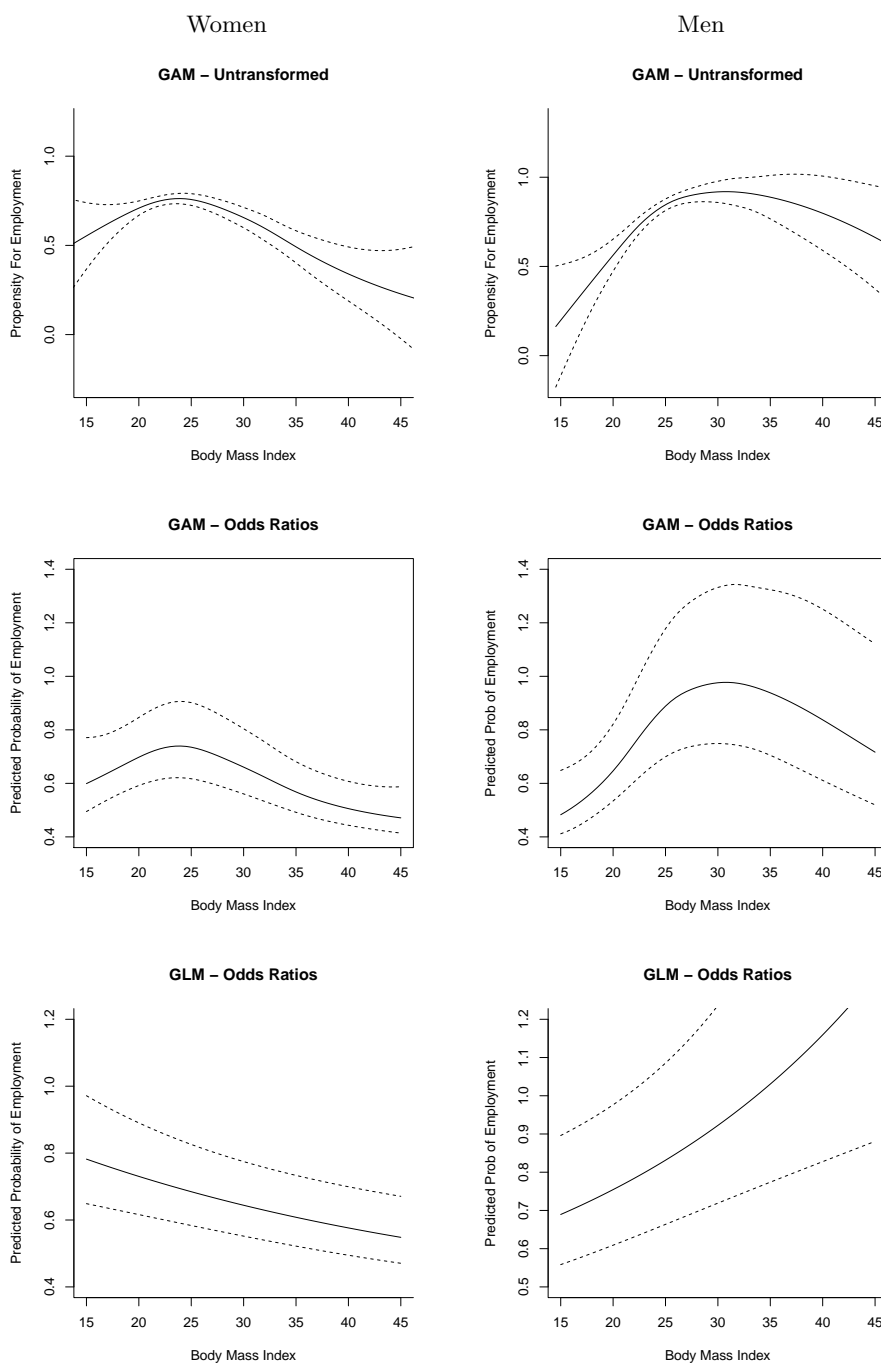 Women
Men
GAM − Untransformed
Propensity For Employment
1.0
0.5
0.0
15 20 25 30 35 40 45
Body Mass Index
GAM − Untransformed
Propensity For Employment
1.0
0.5
0.0
15 20 25 30 35 40 45
Body Mass Index
GAM − Odds Ratios
Predicted Probability of Employment
1.4
1.2
1.0
0.8
0.6
0.4
15 20 25 30 35 40 45
Body Mass Index
GAM − Odds Ratios
Predicted Prob of Employment
1.4
1.2
1.0
0.8
0.6
0.4
15 20 25 30 35 40 45
Body Mass Index
GLM − Odds Ratios
Predicted Probability of Employment
1.2
1.0
0.8
0.6
0.4
15 20 25 30 35 40 45
Body Mass Index
GLM − Odds Ratios
Predicted Prob of Employment
1.2
1.1
1.0
0.9
0.8
0.7
0.6
0.5
15 20 25 30 35 40 45
Body Mass Index